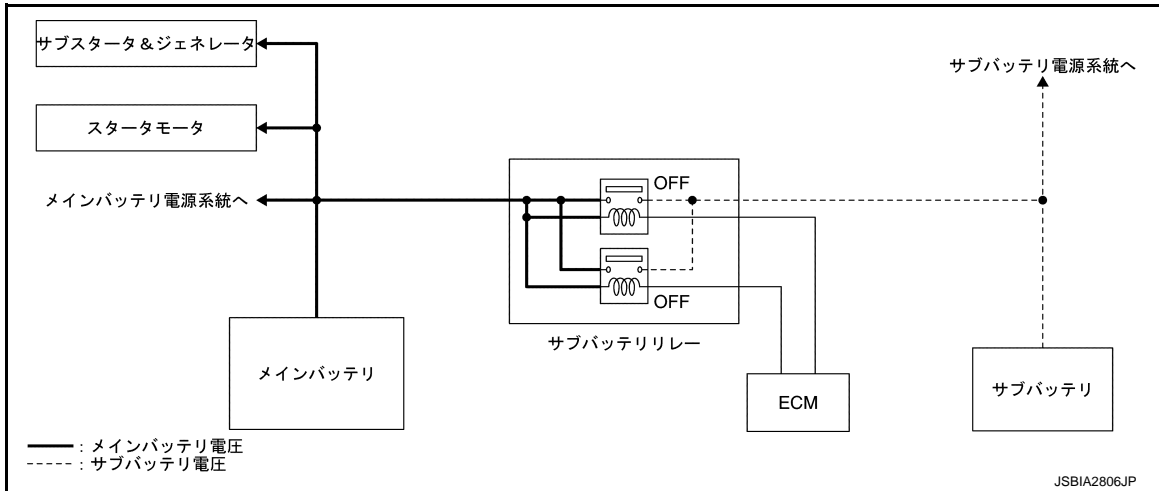 サブスタータ&ジェネレータ
サブバッテリ電源系統へ
スタータモータ
OFF
メインバッテリ電源系統へ
OFF
サブバッテリリレー
メインバッテリ
サブバッテリ
ECM
: メインバッテリ電圧
: サブバッテリ電圧
JSBIA2806JP